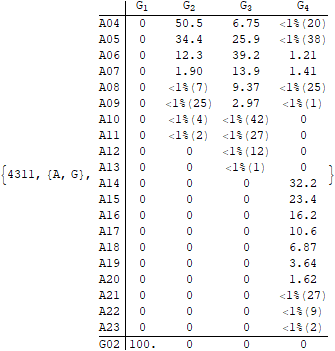 G1 G2 G3 G4
A04 0 50.5 6.75 <1%(20)
A05 0 34.4 25.9 <1%(38)
A06 0 12.3 39.2 1.21
A07 0 1.90 13.9 1.41
A08 0 <1%(7) 9.37 <1%(25)
A09 0 <1%(25) 2.97 <1%(1)
A10 0 <1%(4) <1%(42) 0
A11 0 <1%(2) <1%(27) 0
A12 0 0 <1%(12) 0
A13 0 0 <1%(1) 0
{4311, {A, G}, A14 0 0 0 32.2 }
A15 0 0 0 23.4
A16 0 0 0 16.2
A17 0 0 0 10.6
A18 0 0 0 6.87
A19 0 0 0 3.64
A20 0 0 0 1.62
A21 0 0 0 <1%(27)
A22 0 0 0 <1%(9)
A23 0 0 0 <1%(2)
G02 100. 0 0 0